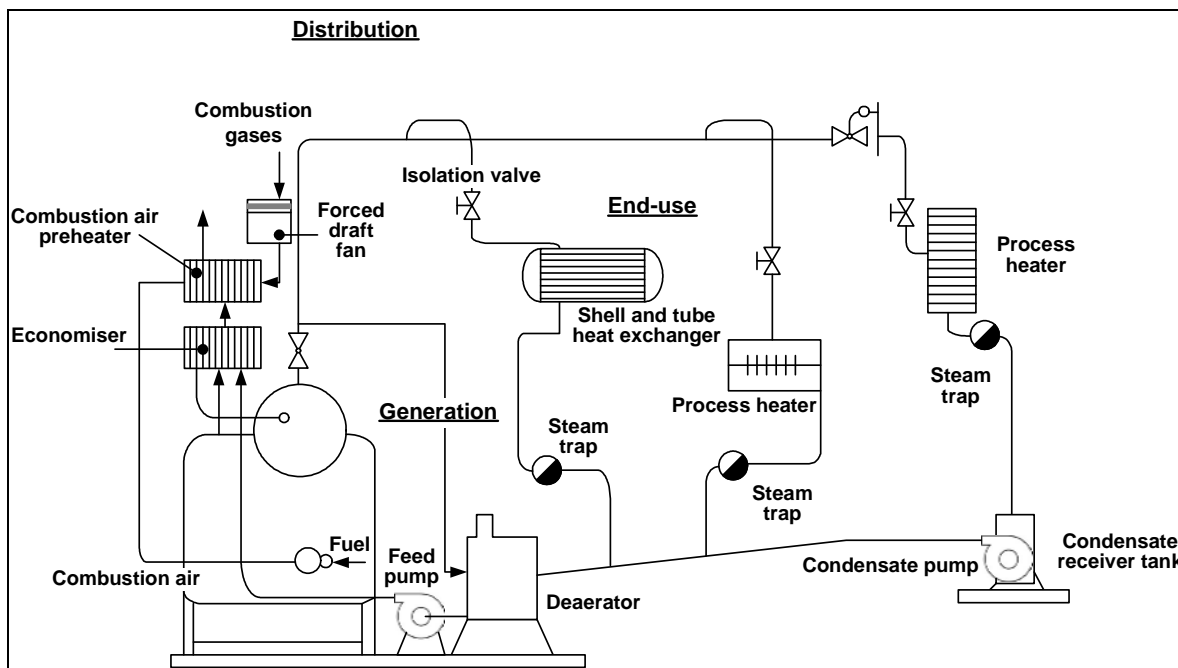 Distribution
Combustion
gases
Isolation valve
End-use
Combustion air
preheater
Forced
draft
fan
Process
heater
Economiser
Shell and tube
heat exchanger
Steam
trap
Generation
Process heater
Steam
trap
Steam
trap
Fuel
Combustion air
Feed
pump
Deaerator
Condensate pump
Condensate
receiver tank